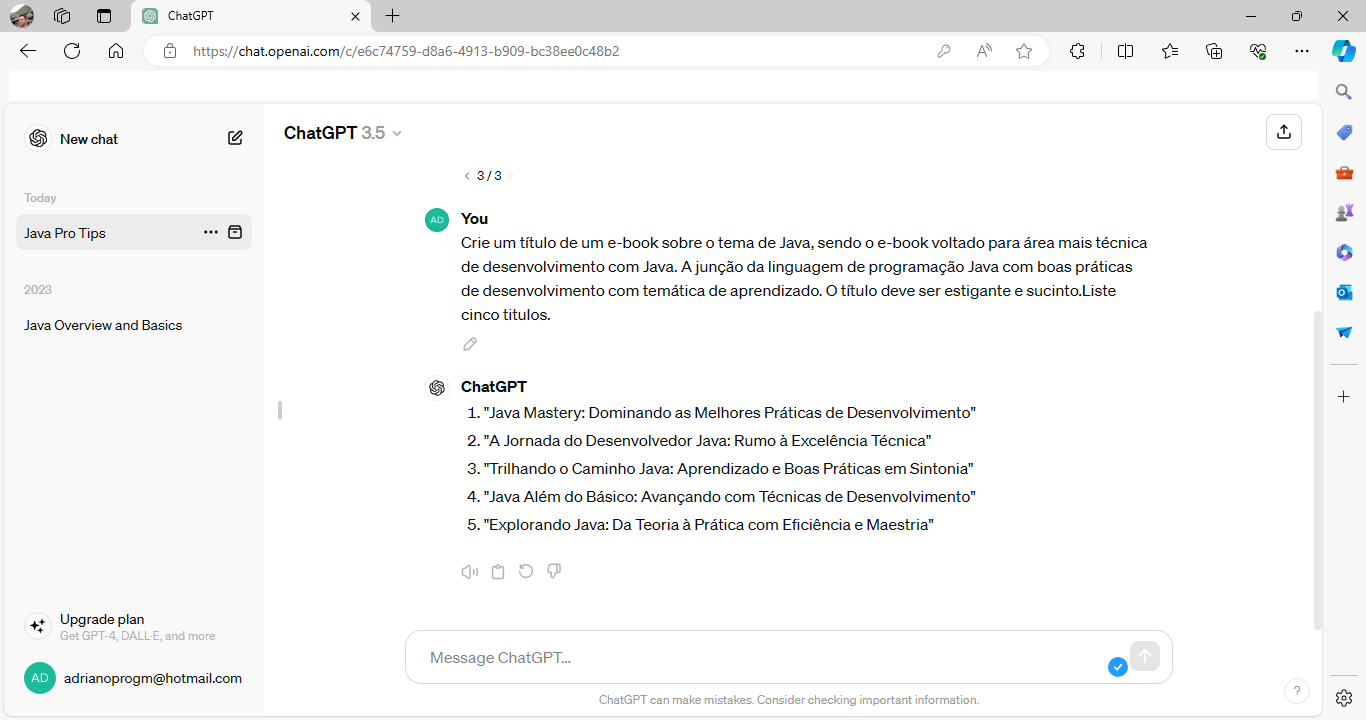 ChatGPT
https://chat.openai.com/c/e6c74759-d8a6-4913-b909-bc38ee0c48b2
New chat
Today
Java Pro Tips
2023
Java Overview and Basics
Upgrade plan
Get GPT-4, DALL·E, and more
AD
adrianoprogm@hotmail.com
ChatGPT 3.5
3 / 3
AD
You
Crie um título de um e-book sobre o tema de Java, sendo o e-book voltado para área mais técnica
de desenvolvimento com Java. A junção da linguagem de programação Java com boas práticas
de desenvolvimento com temática de aprendizado. O título deve ser estigante e sucinto.Liste
cinco titulos.
ChatGPT
1. "Java Mastery: Dominando as Melhores Práticas de Desenvolvimento"
2. "A Jornada do Desenvolvedor Java: Rumo à Excelência Técnica"
3. "Trilhando o Caminho Java: Aprendizado e Boas Práticas em Sintonia"
4. "Java Além do Básico: Avançando com Técnicas de Desenvolvimento"
5. "Explorando Java: Da Teoria à Prática com Eficiência e Maestria"
Message ChatGPT...
ChatGPT can make mistakes. Consider checking important information.
?